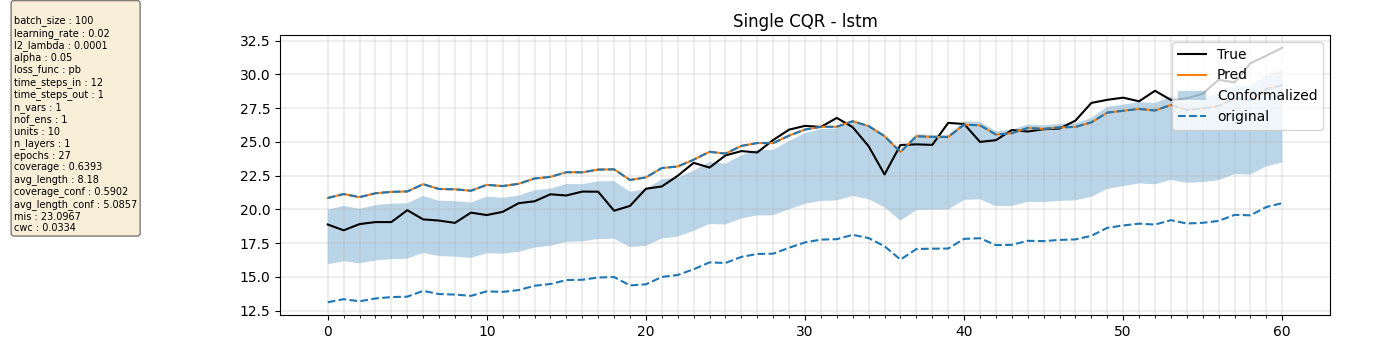 batch_size : 100
learning_rate : 0.02
l2_lambda : 0.0001
alpha : 0.05
loss_func : pb
time_steps_in : 12
time_steps_out : 1
n_vars : 1
nof_ens : 1
units : 10
n_layers : 1
epochs : 27
coverage : 0.6393
avg_length : 8.18
coverage_conf : 0.5902
avg_length_conf : 5.0857
mis : 23.0967
cwc : 0.0334
Single CQR - lstm
32.5
30.0
27.5
25.0
22.5
20.0
17.5
15.0
12.5
True
Pred
Conformalized
original
0 10 20 30 40 50 60